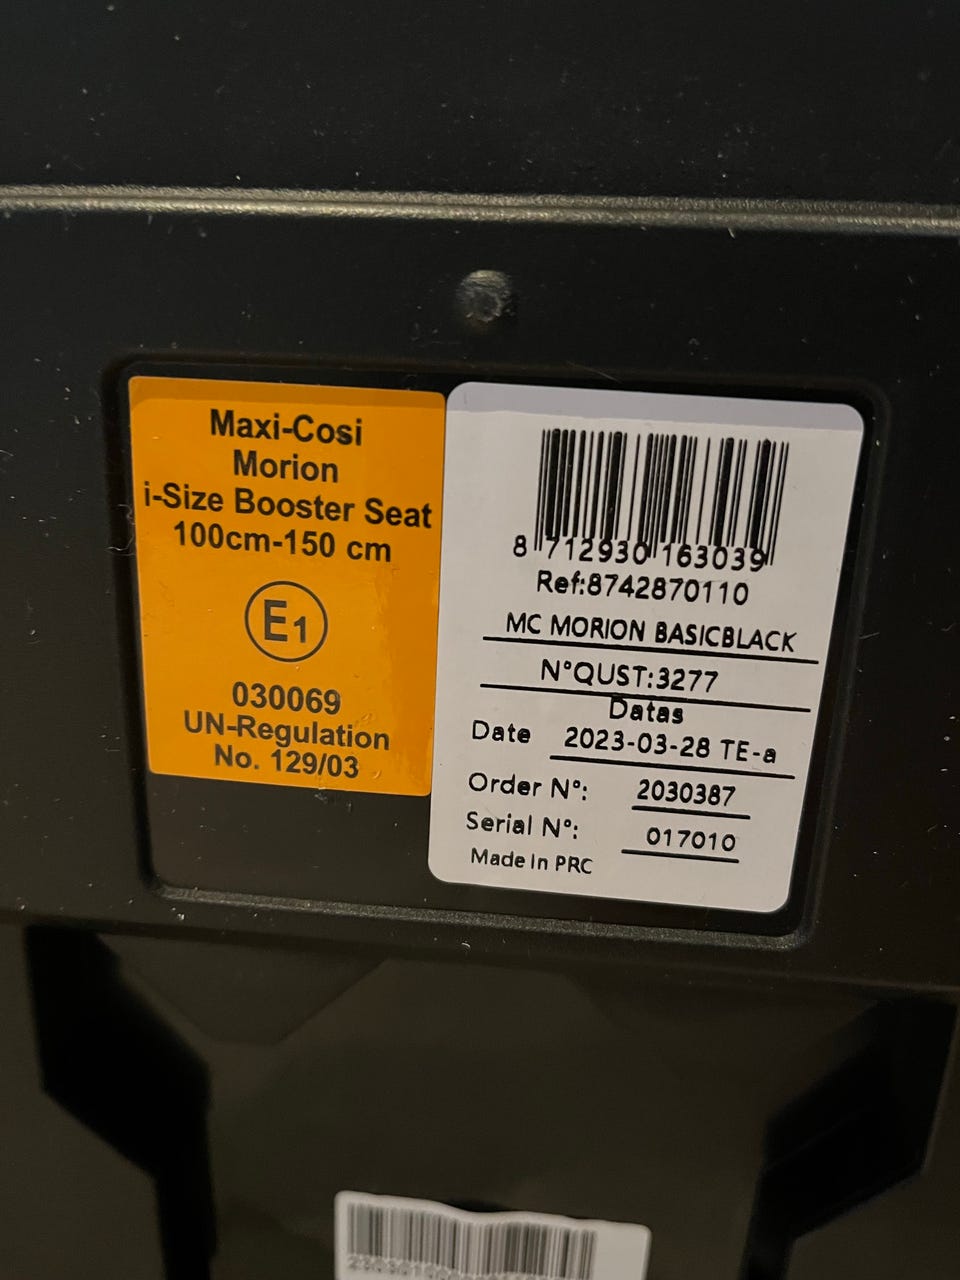 Maxi-Cosi
Morion
i-Size Booster Seat
100cm-150 cm
E1
030069
UN-Regulation
No. 129/03
8 712930 163039
Ref:8742870110
MC MORION BASICBLACK
N°QUST:3277
Datas
Date 2023-03-28 TE-a
Order N°: 2030387
Serial N°: 017010
Made In PRC